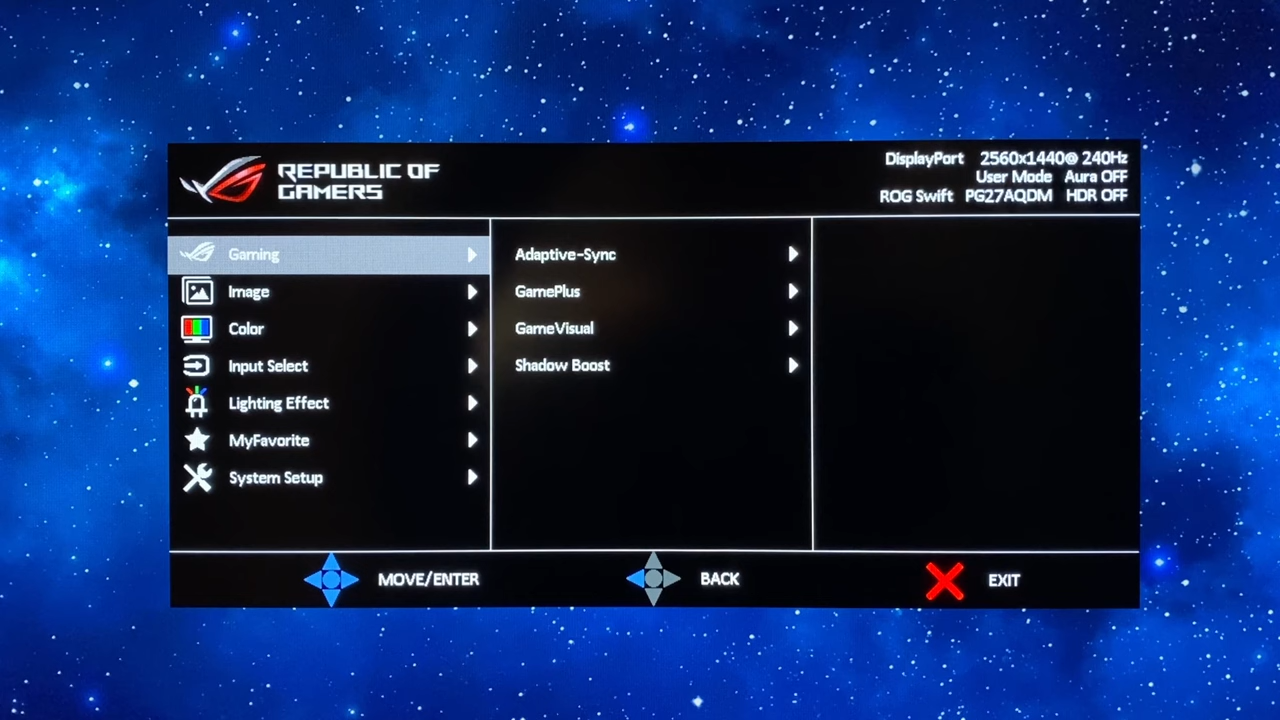 REPUBLIC OF
GAMERS
DisplayPort 2560x1440@ 240Hz
User Mode Aura OFF
ROG Swift PG27AQDM HDR OFF
Gaming
Image
Color
Input Select
Lighting Effect
MyFavorite
System Setup
Adaptive-Sync
GamePlus
GameVisual
Shadow Boost
MOVE/ENTER
BACK
EXIT